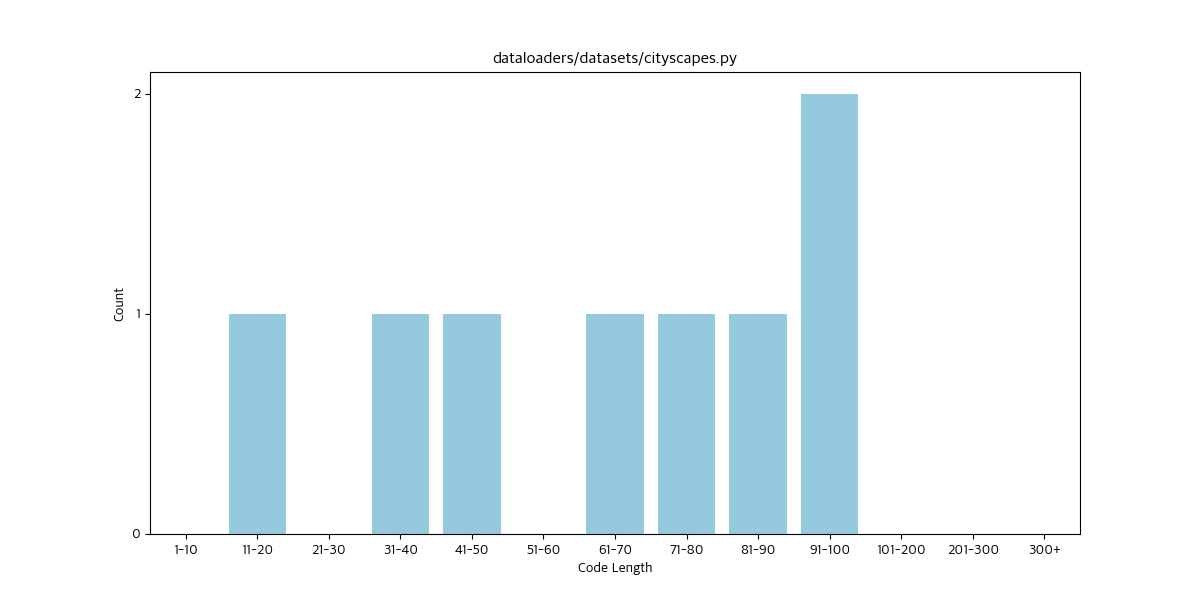 dataloaders/datasets/cityscapes.py
2
1
0
Count
1-10 11-20 21-30 31-40 41-50 51-60 61-70 71-80 81-90 91-100 101-200 201-300 300+
Code Length